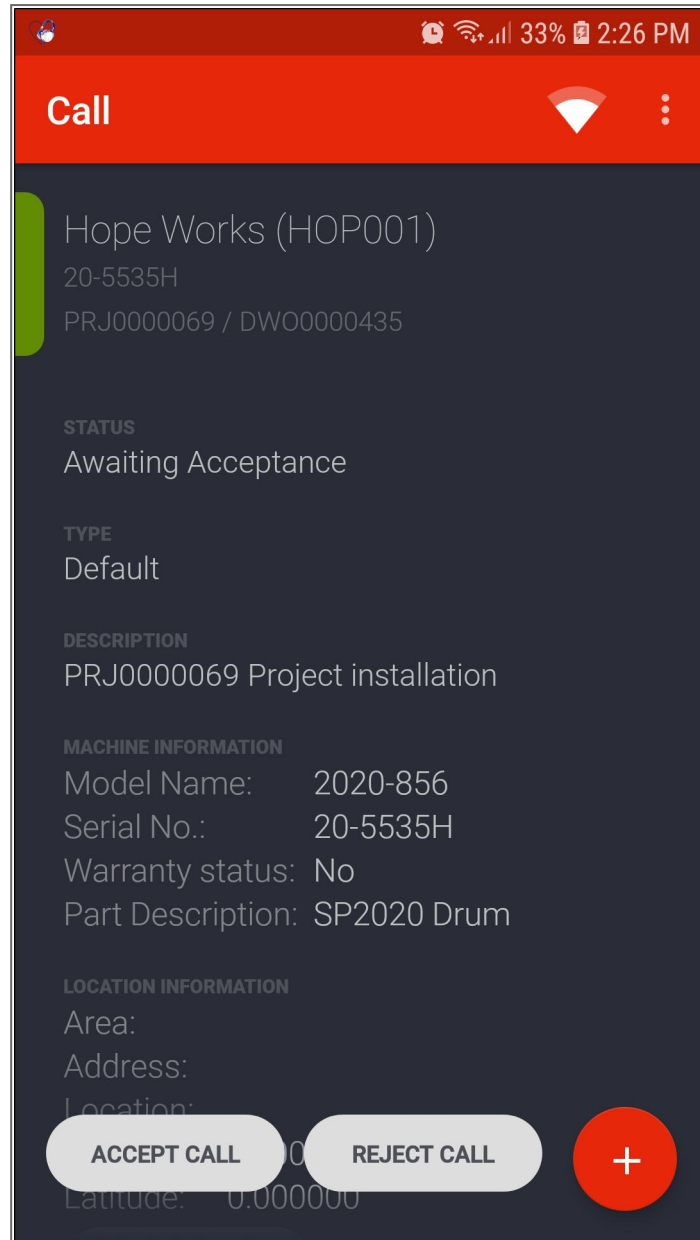 33% 2:26 PM
Call
Hope Works (HOP001)
20-5535H
PRJ0000069 / DWO0000435
STATUS
Awaiting Acceptance
TYPE
Default
DESCRIPTION
PRJ0000069 Project installation
MACHINE INFORMATION
Model Name: 2020-856
Serial No.: 20-5535H
Warranty status: No
Part Description: SP2020 Drum
LOCATION INFORMATION
Area:
Address:
Location:
ACCEPT CALL REJECT CALL +
Latitude: 0.000000